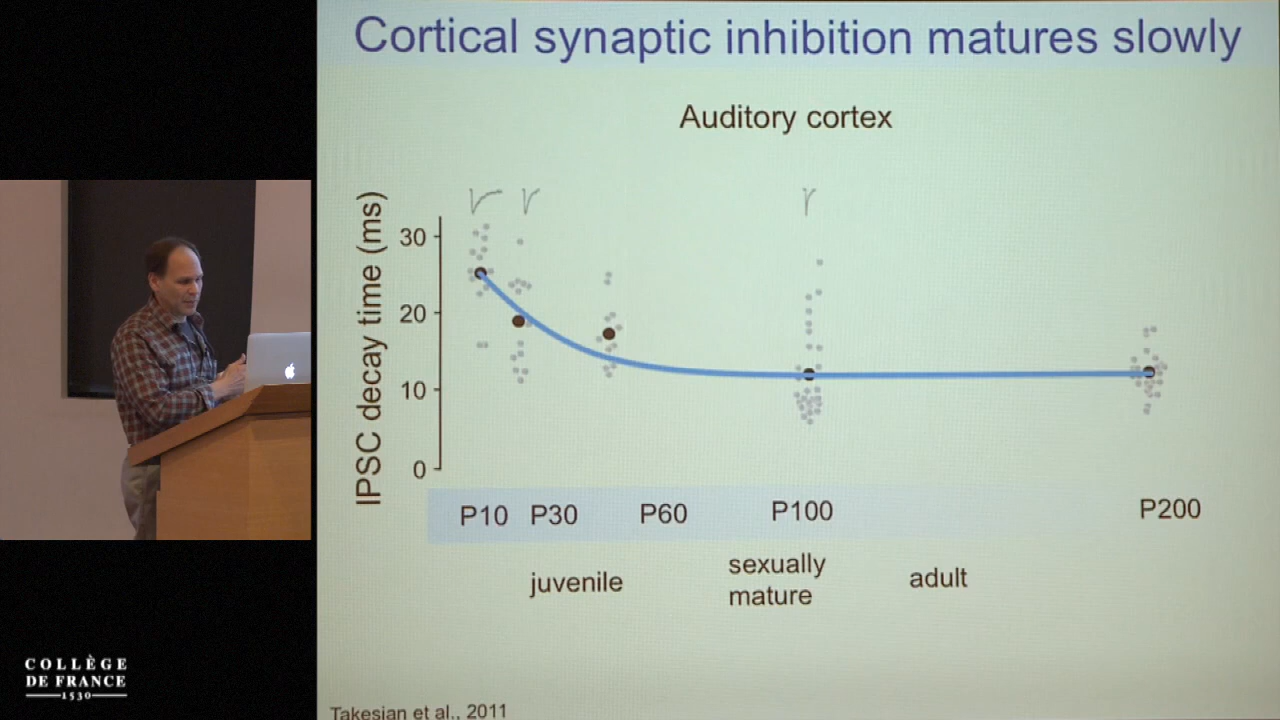 Cortical synaptic inhibition matures slowly
Auditory cortex
IPSC decay time (ms)
30
20
10
0
P10 P30 P60 P100 P200
juvenile
sexually
mature
adult
Takesian et al., 2011
COLLÈGE
DE FRANCE
1530